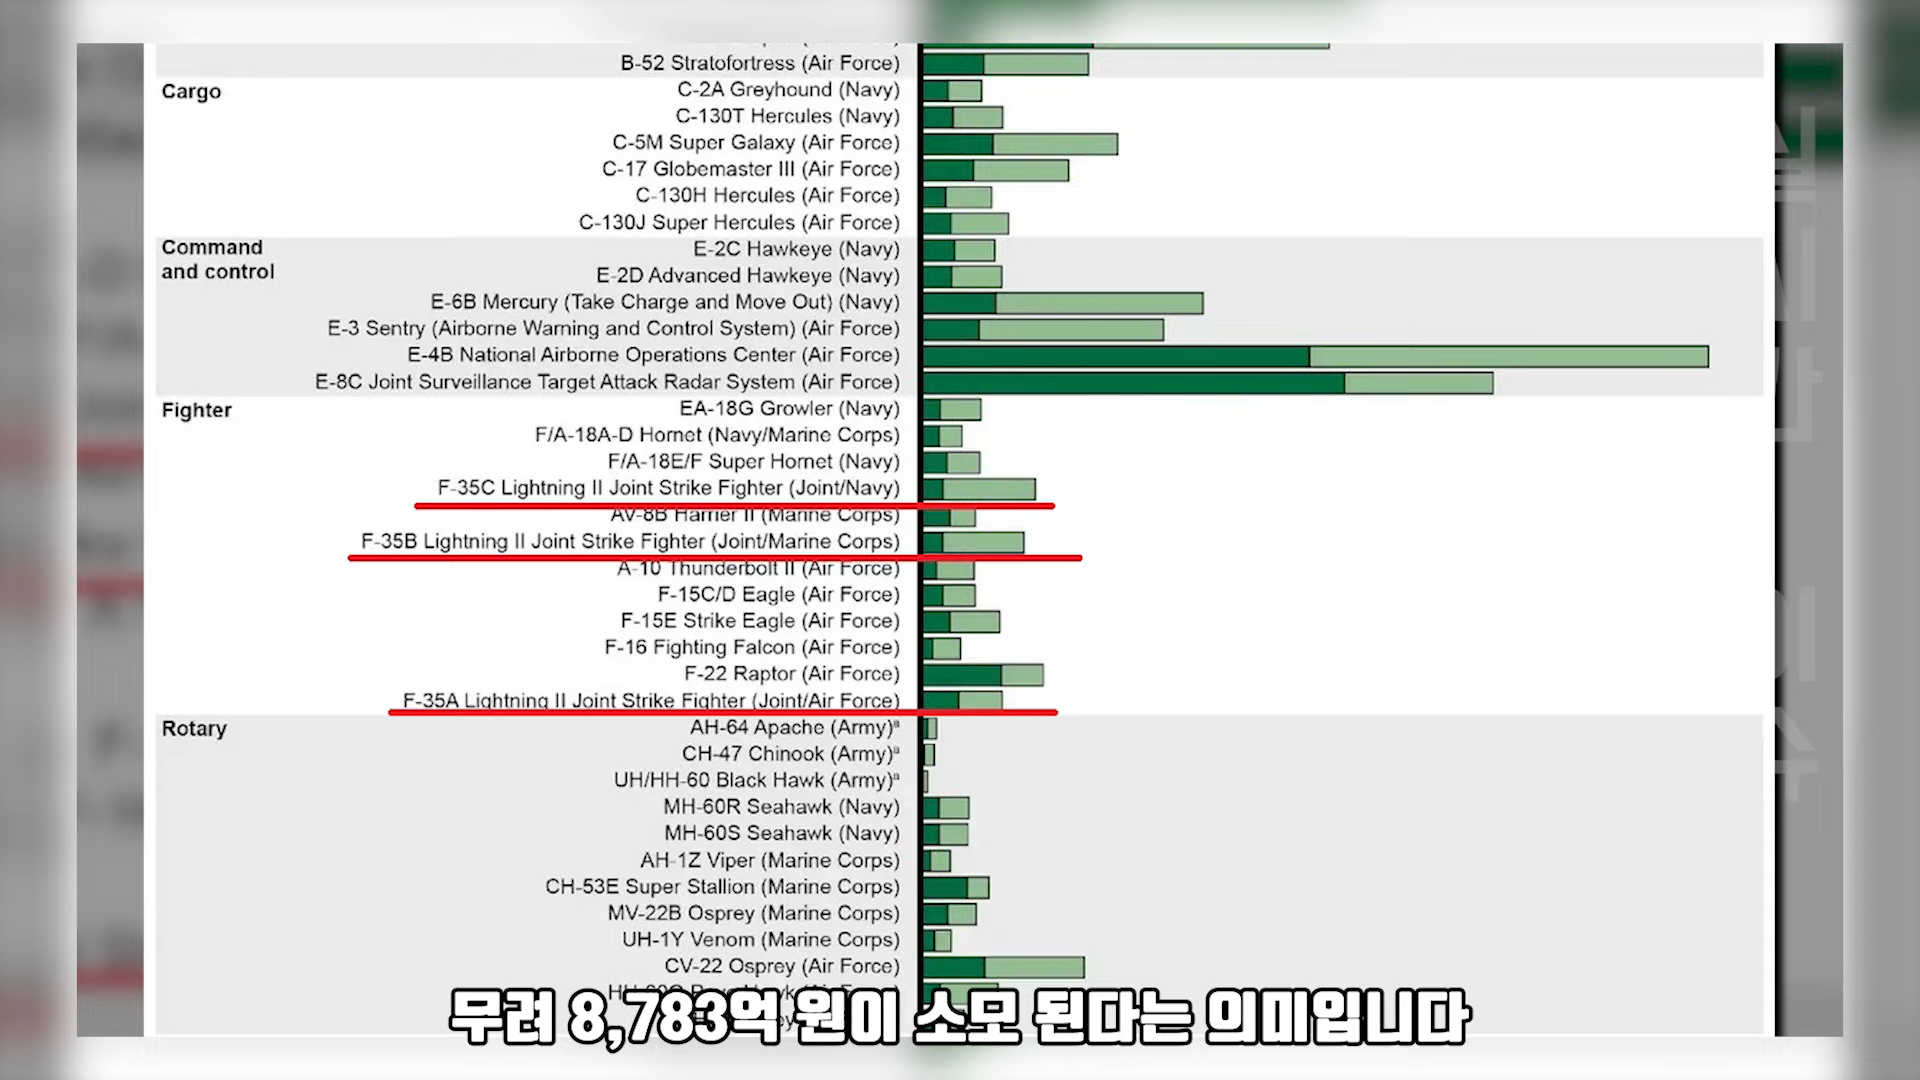 B-52 Stratofortress (Air Force)
Cargo
C-2A Greyhound (Navy)
C-130T Hercules (Navy)
C-5M Super Galaxy (Air Force)
C-17 Globemaster III (Air Force)
C-130H Hercules (Air Force)
C-130J Super Hercules (Air Force)
Command
and control
E-2C Hawkeye (Navy)
E-2D Advanced Hawkeye (Navy)
E-6B Mercury (Take Charge and Move Out) (Navy)
E-3 Sentry (Airborne Warning and Control System) (Air Force)
E-4B National Airborne Operations Center (Air Force)
E-8C Joint Surveillance Target Attack Radar System (Air Force)
Fighter
EA-18G Growler (Navy)
F/A-18A-D Hornet (Navy/Marine Corps)
F/A-18E/F Super Hornet (Navy)
F-35C Lightning II Joint Strike Fighter (Joint/Navy)
AV-8B Harrier II (Marine Corps)
F-35B Lightning II Joint Strike Fighter (Joint/Marine Corps)
A-10 Thunderbolt II (Air Force)
F-15C/D Eagle (Air Force)
F-15E Strike Eagle (Air Force)
F-16 Fighting Falcon (Air Force)
F-22 Raptor (Air Force)
F-35A Lightning II Joint Strike Fighter (Joint/Air Force)
Rotary
AH-64 Apache (Army)ª
CH-47 Chinook (Army)ª
UH/HH-60 Black Hawk (Army)ª
MH-60R Seahawk (Navy)
MH-60S Seahawk (Navy)
AH-1Z Viper (Marine Corps)
CH-53E Super Stallion (Marine Corps)
MV-22B Osprey (Marine Corps)
UH-1Y Venom (Marine Corps)
CV-22 Osprey (Air Force)
무려 8,783억 원이 소모 된다는 의미입니다